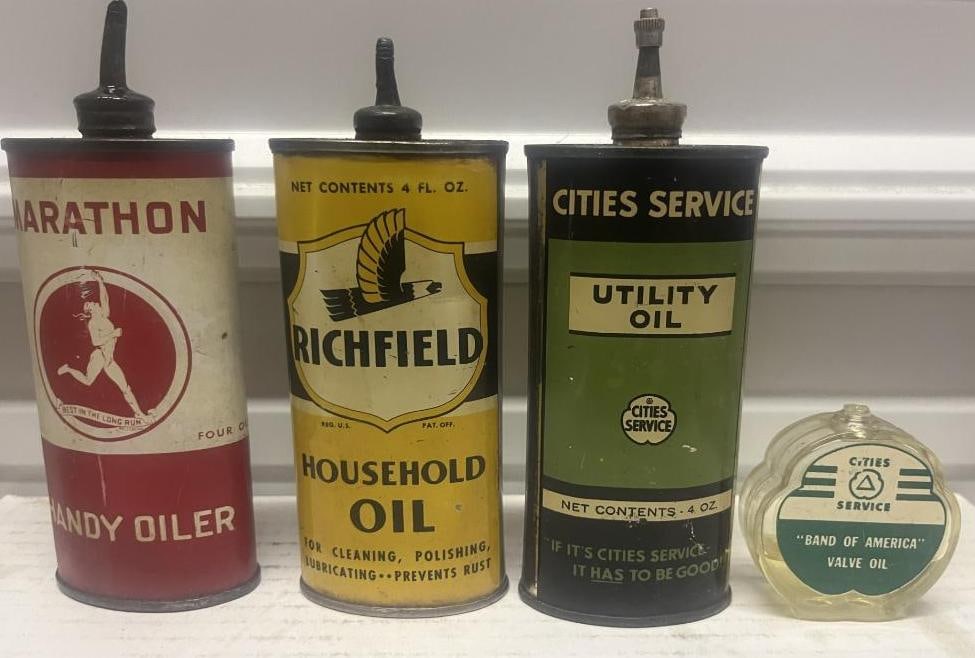 MARATHON
BEST IN THE LONG RUN
FOUR
HANDY OILER
NET CONTENTS 4 FL. OZ.
RICHFIELD
REG. U.S. PAT. OFF.
HOUSEHOLD
OIL
FOR CLEANING, POLISHING,
LUBRICATING••PREVENTS RUST
CITIES SERVICE
UTILITY
OIL
CITIES
SERVICE
NET CONTENTS - 4 OZ.
"IF IT'S CITIES SERVICE-
IT HAS TO BE GOOD!
CITIES
SERVICE
"BAND OF AMERICA"
VALVE OIL